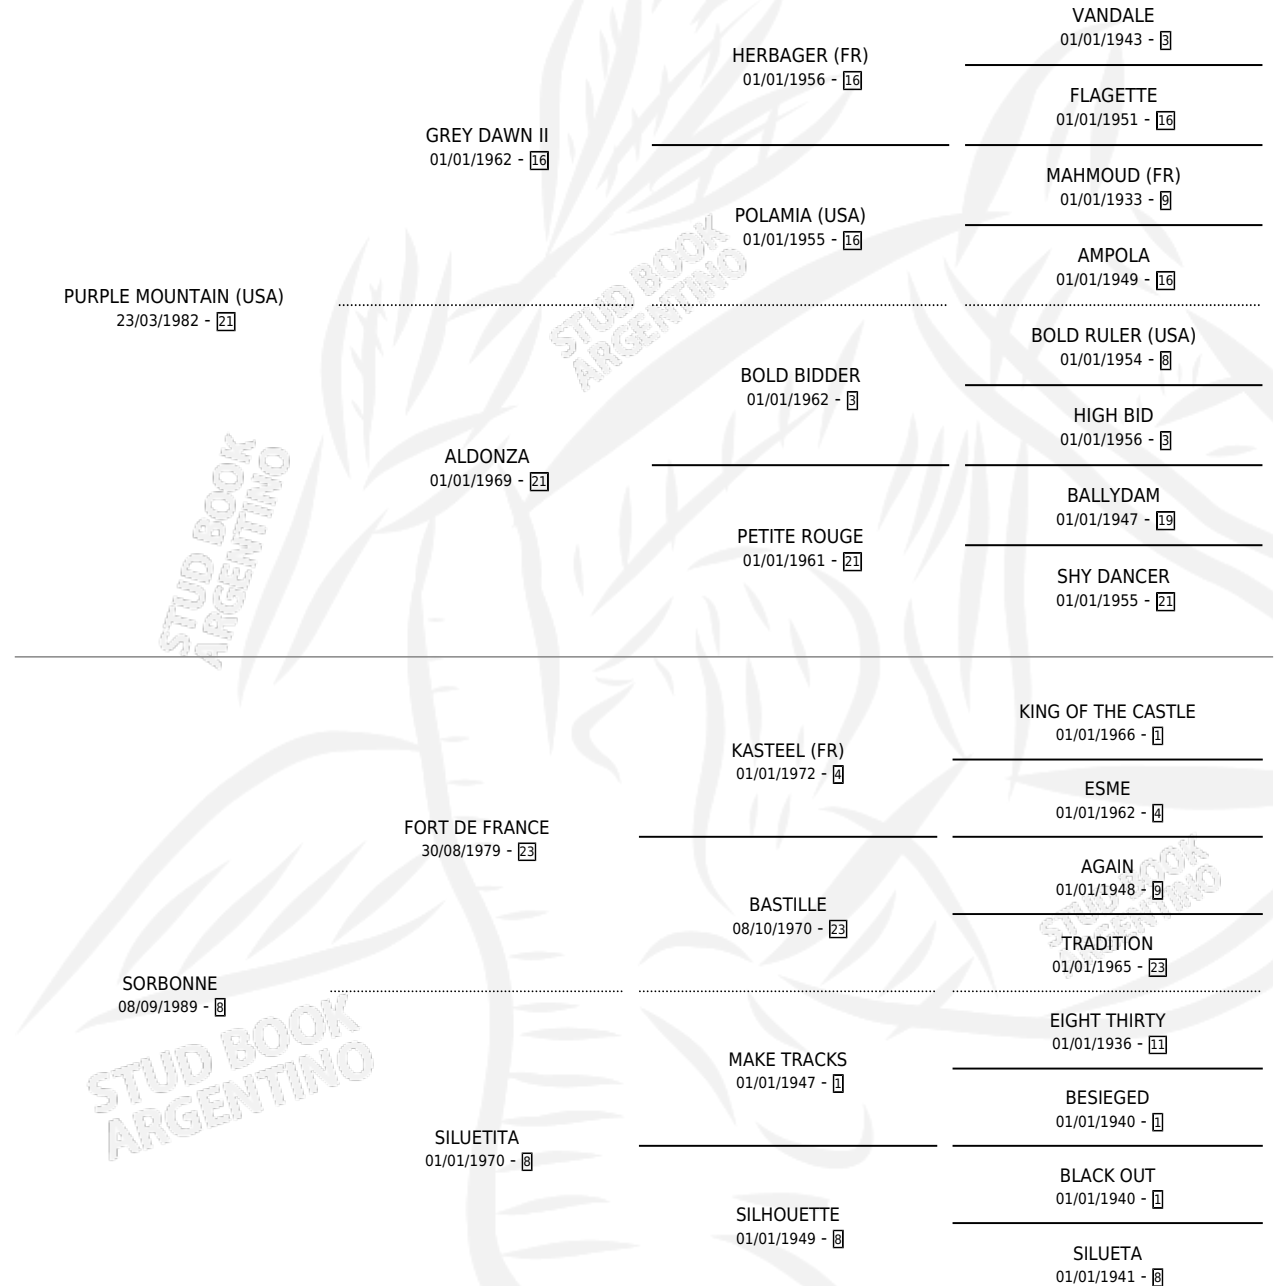 VANDALE
01/01/1943 - 3
HERBAGER (FR)
01/01/1956 - 16
FLAGETTE
01/01/1951 - 16
GREY DAWN II
01/01/1962 - 16
MAHMOUD (FR)
01/01/1933 - 9
POLAMIA (USA)
01/01/1955 - 16
AMPOLA
01/01/1949 - 16
PURPLE MOUNTAIN (USA)
23/03/1982 - 21
STUD BOOK
ARGENTINO
BOLD RULER (USA)
01/01/1954 - 8
BOLD BIDDER
01/01/1962 - 3
HIGH BID
01/01/1956 - 3
ALDONZA
01/01/1969 - 21
BALLYDAM
01/01/1947 - 19
PETITE ROUGE
01/01/1961 - 21
SHY DANCER
01/01/1955 - 21
STUD BOOK
ARGENTINO
KING OF THE CASTLE
01/01/1966 - 1
KASTEEL (FR)
01/01/1972 - 4
ESME
01/01/1962 - 4
FORT DE FRANCE
30/08/1979 - 23
AGAIN
01/01/1948 - 9
BASTILLE
08/10/1970 - 23
TRADITION
01/01/1965 - 23
STUD BOOK
ARGENTINO
SORBONNE
08/09/1989 - 8
EIGHT THIRTY
01/01/1936 - 11
MAKE TRACKS
01/01/1947 - 1
BESIEGED
01/01/1940 - 1
STUD BOOK
ARGENTINO
SILUETITA
01/01/1970 - 8
BLACK OUT
01/01/1940 - 1
SILHOUETTE
01/01/1949 - 8
SILUETA
01/01/1941 - 8